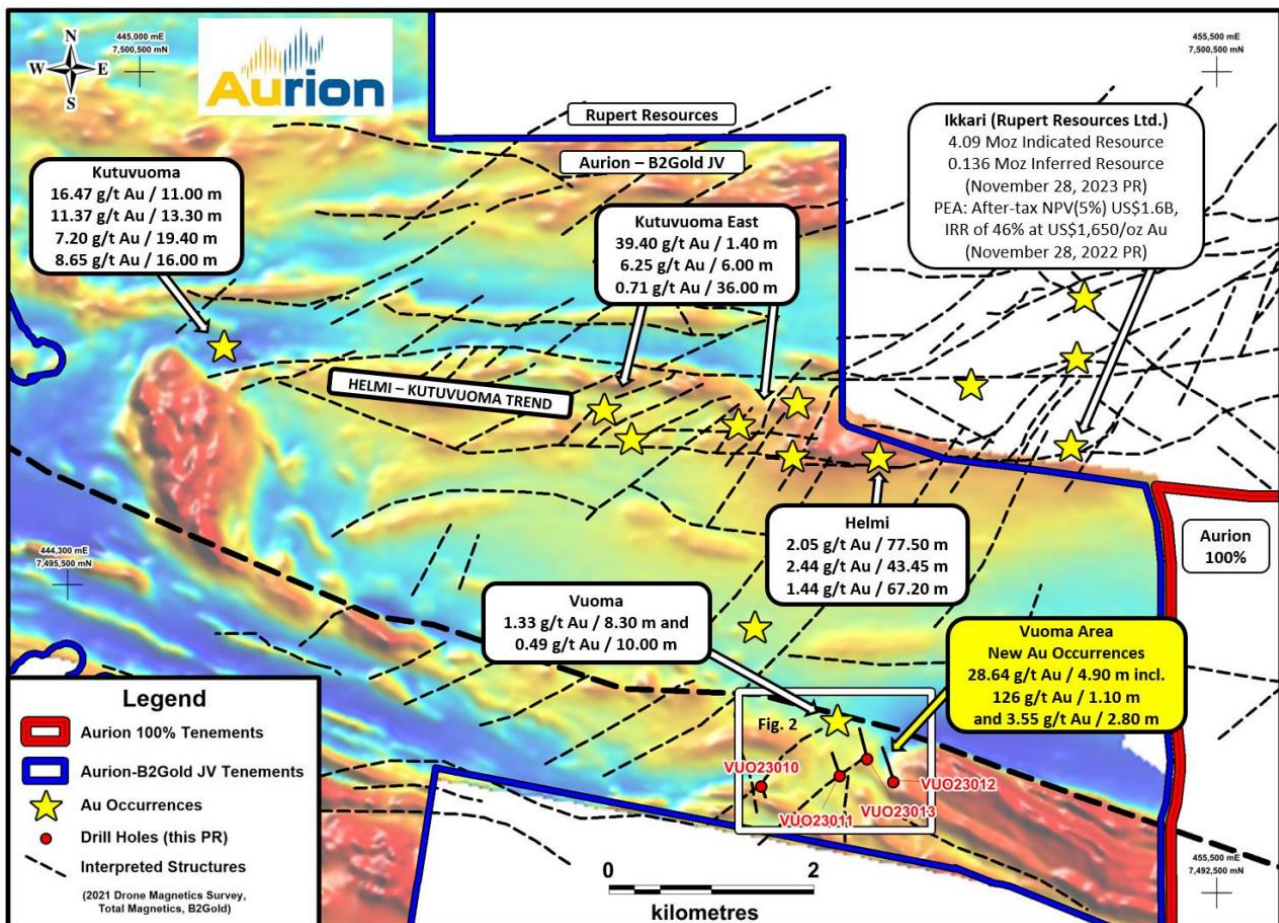 445,000 mE
7,500,500 mN
N
W
E
S
Aurion
455,500 mE
7,500,500 mN
Rupert Resources
Aurion – B2Gold JV
Ikkari (Rupert Resources Ltd.)
4.09 Moz Indicated Resource
0.136 Moz Inferred Resource
(November 28, 2023 PR)
PEA: After-tax NPV(5%) US$1.6B,
IRR of 46% at US$1,650/oz Au
(November 28, 2022 PR)
Kutuvuoma
16.47 g/t Au / 11.00 m
11.37 g/t Au / 13.30 m
7.20 g/t Au / 19.40 m
8.65 g/t Au / 16.00 m
Kutuvuoma East
39.40 g/t Au / 1.40 m
6.25 g/t Au / 6.00 m
0.71 g/t Au / 36.00 m
HELMI – KUTUVUOMA TREND
Helmi
2.05 g/t Au / 77.50 m
2.44 g/t Au / 43.45 m
1.44 g/t Au / 67.20 m
Aurion
100%
444,300 mE
7,495,500 mN
Vuoma
1.33 g/t Au / 8.30 m and
0.49 g/t Au / 10.00 m
Vuoma Area
New Au Occurrences
28.64 g/t Au / 4.90 m incl.
126 g/t Au / 1.10 m
and 3.55 g/t Au / 2.80 m
Fig. 2
VUO23010
VUO23011
VUO23013
VUO23012
Legend
Aurion 100% Tenements
Aurion-B2Gold JV Tenements
Au Occurrences
Drill Holes (this PR)
Interpreted Structures
(2021 Drone Magnetics Survey,
Total Magnetics, B2Gold)
0
2
kilometres
455,500 mE
7,492,500 mN